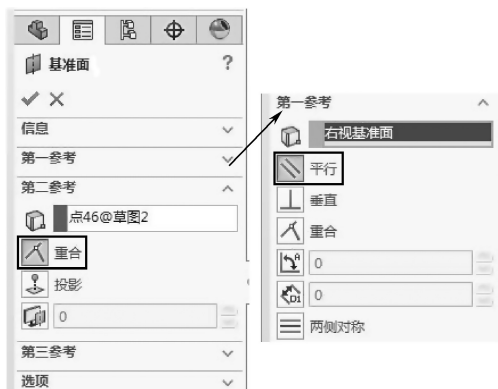 基准面
?
信息
第一参考
第二参考
点46@草图2
重合
投影
0
第三参考
选项
第一参考
右视基准面
平行
垂直
重合
0
0
两侧对称